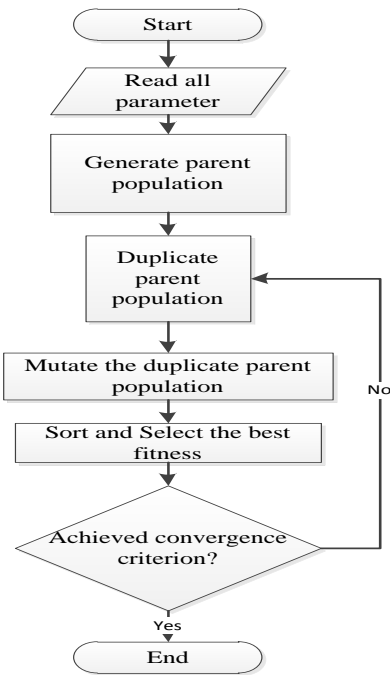 Start
Read all
parameter
Generate parent
population
Duplicate
parent
population
Mutate the duplicate parent
population
No
Sort and Select the best
fitness
Achieved convergence
criterion?
Yes
End